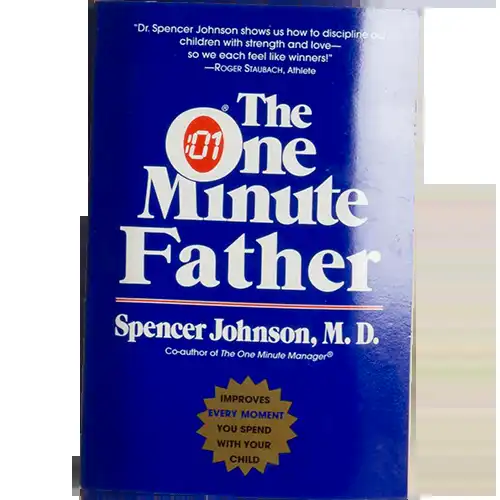 "Dr. Spencer Johnson shows us how to discipline our
children with strength and love—
so we each feel like winners!"
—ROGER STAUBACH, Athlete
The
:01
One
Minute
Father
Spencer Johnson, M. D.
Co-author of The One Minute Manager®
IMPROVES
EVERY MOMENT
YOU SPEND
WITH YOUR
CHILD